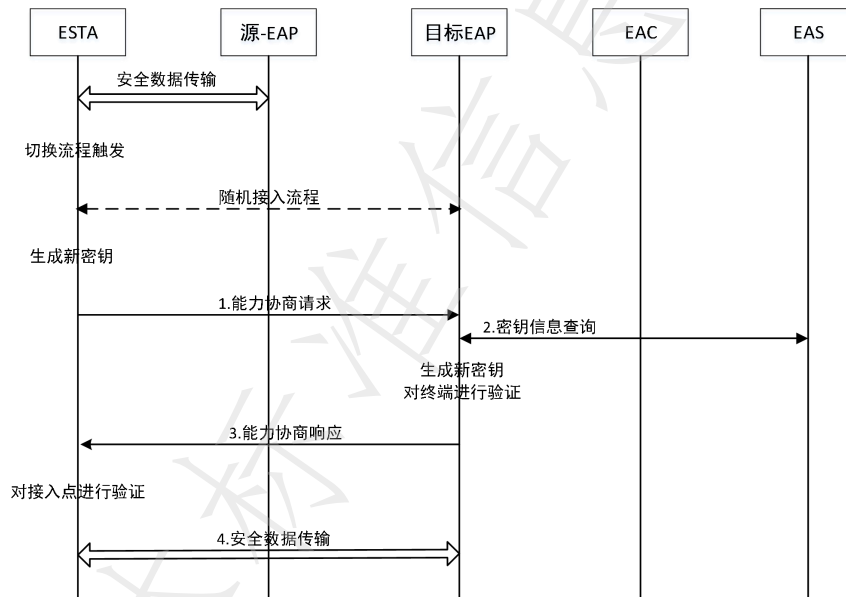 ESTA
源-EAP
目标EAP
EAC
EAS
安全数据传输
切换流程触发
随机接入流程
生成新密钥
1.能力协商请求
2.密钥信息查询
生成新密钥
对终端进行验证
3.能力协商响应
对接入点进行验证
4.安全数据传输
标准信息